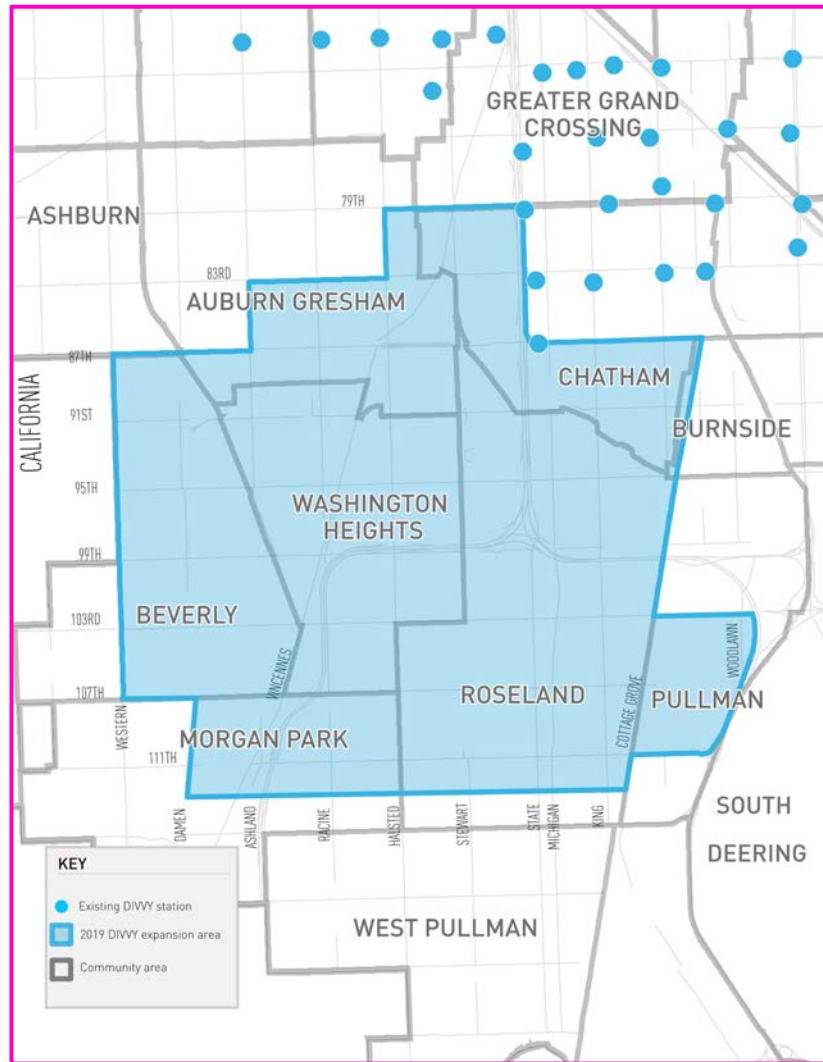 GREATER GRAND
CROSSING
ASHBURN
79TH
83RD
AUBURN GRESHAM
87TH
CHATHAM
CALIFORNIA
91ST
BURNSIDE
95TH
WASHINGTON
HEIGHTS
99TH
BEVERLY
103RD
VINCENNES
COTTAGE GROVE
WOODLAWN
107TH
ROSELAND
PULLMAN
WESTERN
MORGAN PARK
111TH
DAMEN
ASHLAND
RACINE
HALSTED
STEWART
STATE
MICHIGAN
KING
SOUTH
DEERING
KEY
Existing DIVVY station
2019 DIVVY expansion area
Community area
WEST PULLMAN